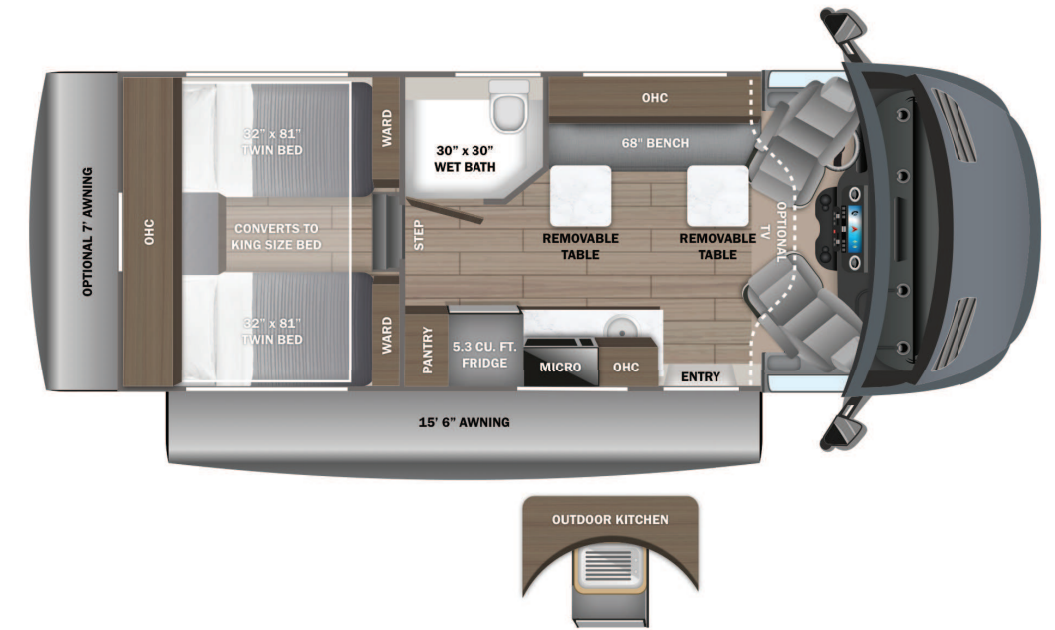 OPTIONAL 7’ AWNING
OHC
32” x 81”
TWIN BED
WARD
30” x 30”
WET BATH
OHC
68" BENCH
CONVERTS TO
KING SIZE BED
STEP
REMOVABLE
TABLE
REMOVABLE
TABLE
OPTIONAL
TV
32” x 81”
TWIN BED
WARD
PANTRY
5.3 CU. FT.
FRIDGE
MICRO
OHC
ENTRY
15’ 6” AWNING
OUTDOOR KITCHEN